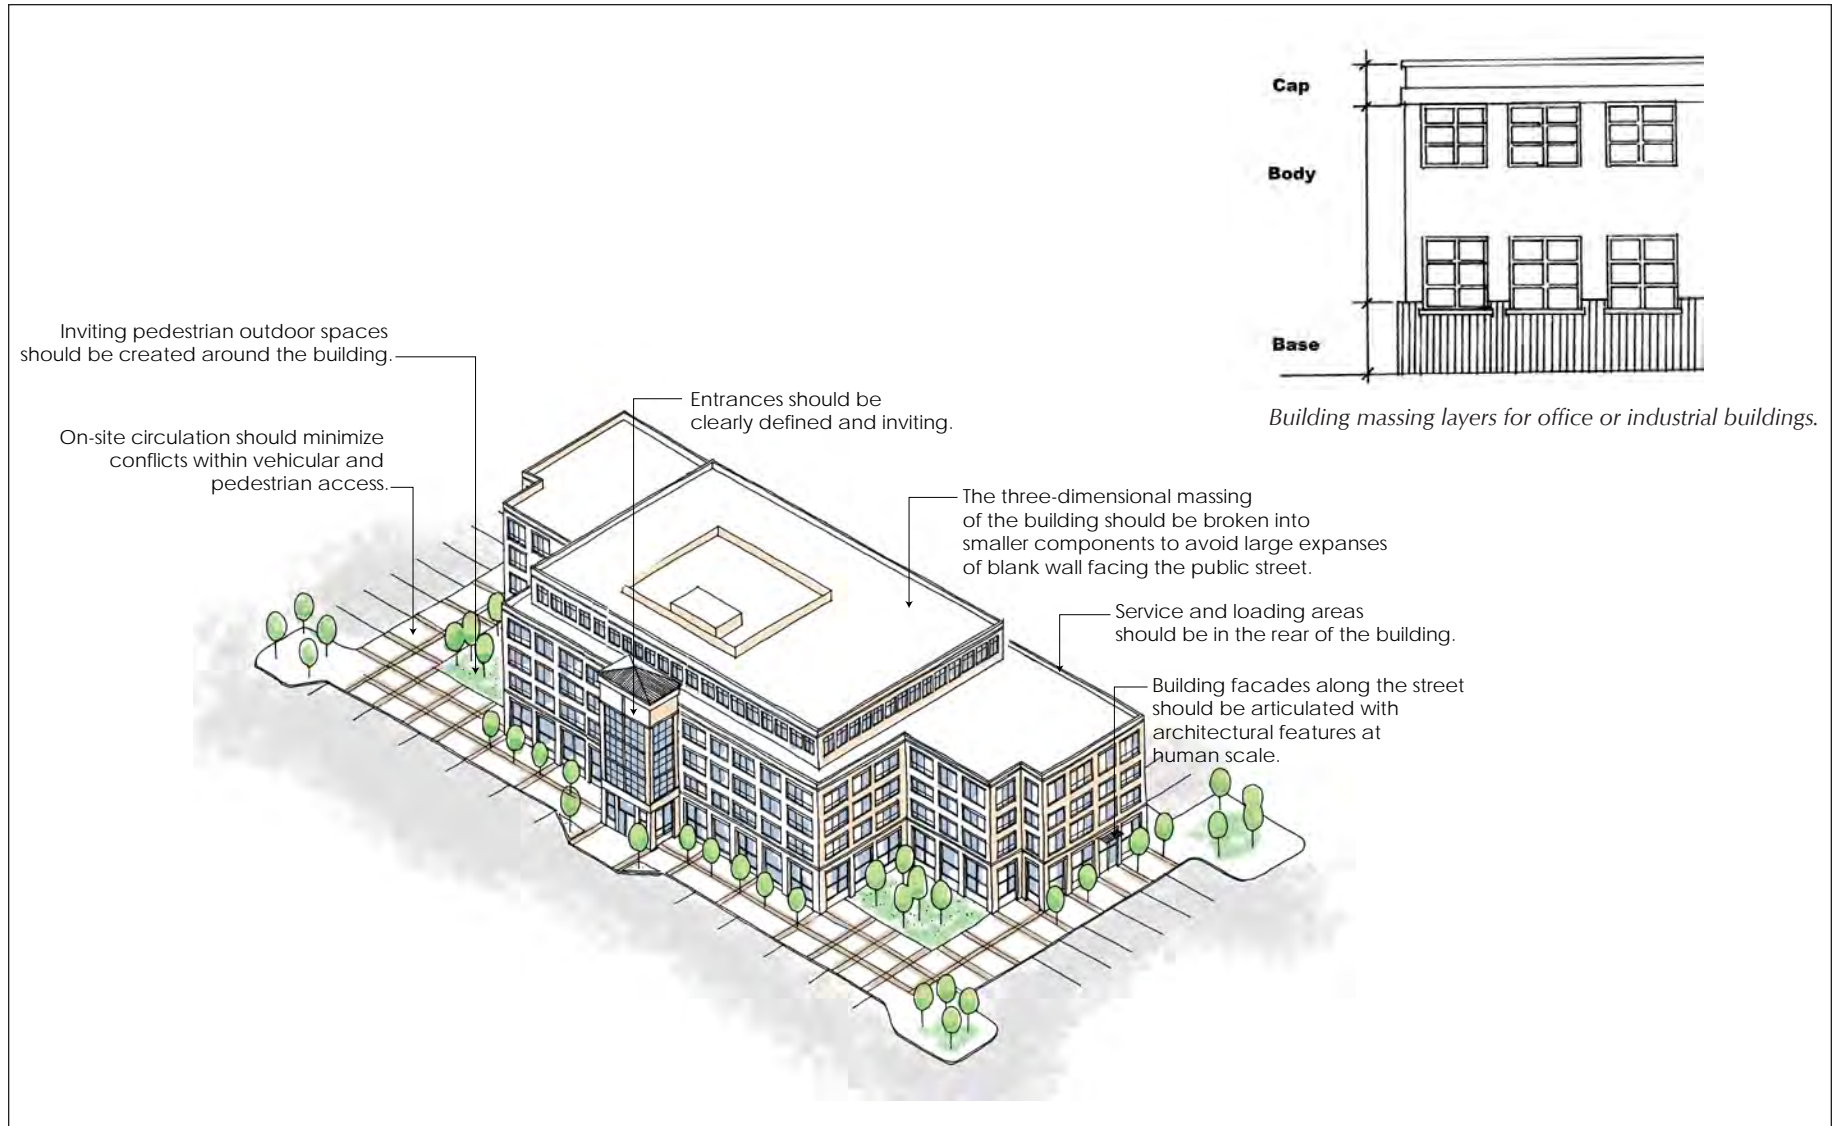 Cap
Body
Base
Building massing layers for office or industrial buildings.
Inviting pedestrian outdoor spaces
should be created around the building.
On-site circulation should minimize
conflicts within vehicular and
pedestrian access.
Entrances should be
clearly defined and inviting.
The three-dimensional massing
of the building should be broken into
smaller components to avoid large expanses
of blank wall facing the public street.
Service and loading areas
should be in the rear of the building.
Building facades along the street
should be articulated with
architectural features at
human scale.